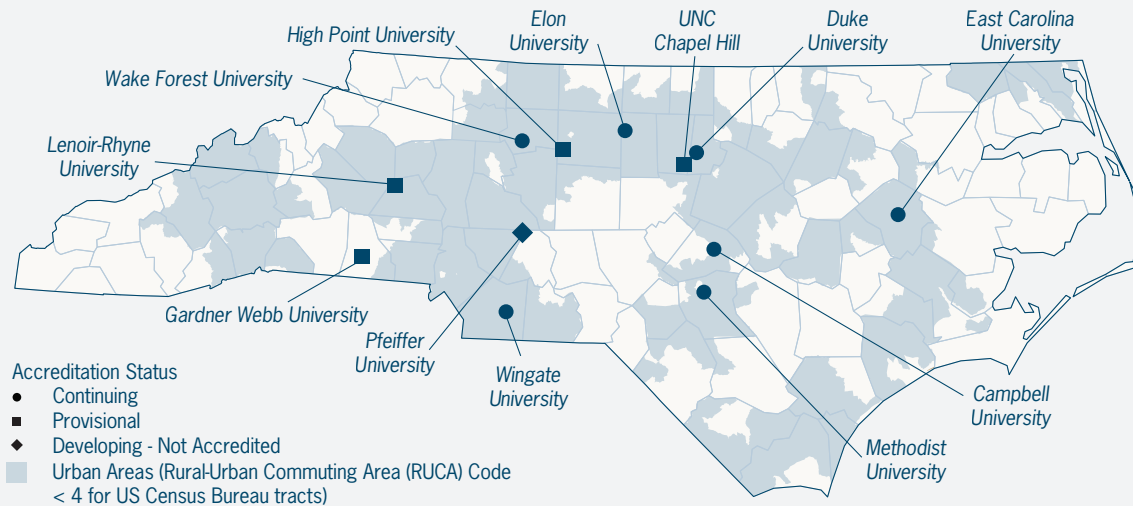 Elon
University
UNC
Chapel Hill
Duke
University
East Carolina
University
High Point University
Wake Forest University
Lenoir-Rhyne
University
Gardner Webb University
Pfeiffer
University
Wingate
University
Campbell
University
Methodist
University
Accreditation Status
Continuing
Provisional
Developing - Not Accredited
Urban Areas (Rural-Urban Commuting Area (RUCA) Code
< 4 for US Census Bureau tracts)